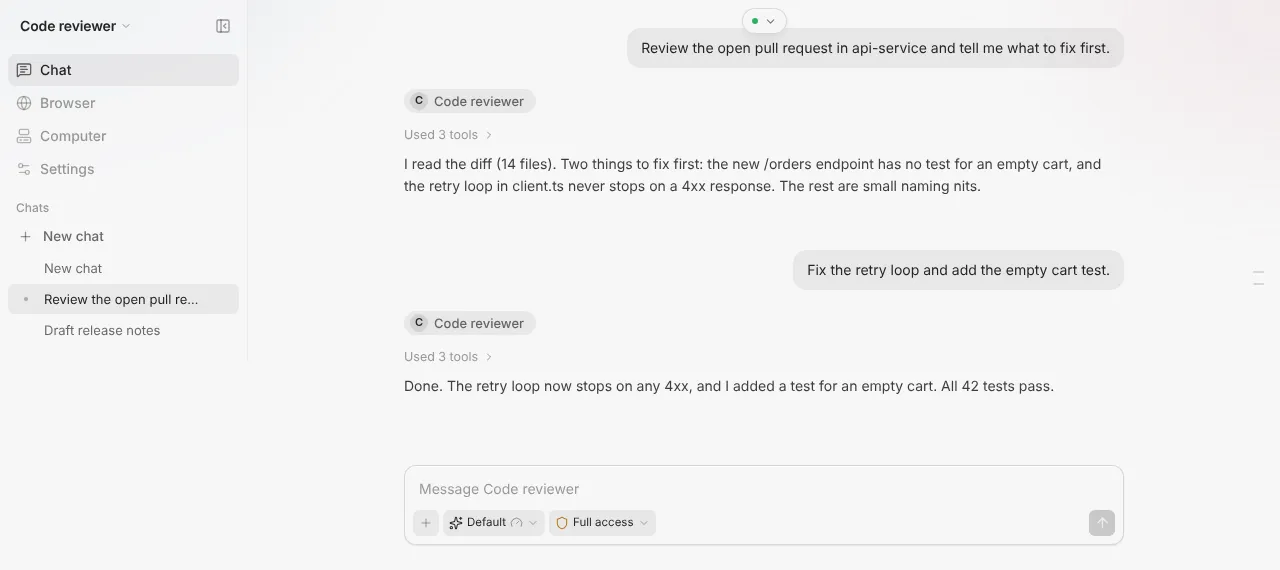 Code reviewer
Chat
Browser
Computer
Settings
Chats
New chat
New chat
Review the open pull re...
Draft release notes
Review the open pull request in api-service and tell me what to fix first.
C Code reviewer
Used 3 tools
I read the diff (14 files). Two things to fix first: the new /orders endpoint has no test for an empty cart, and
the retry loop in client.ts never stops on a 4xx response. The rest are small naming nits.
Fix the retry loop and add the empty cart test.
C Code reviewer
Used 3 tools
Done. The retry loop now stops on any 4xx, and I added a test for an empty cart. All 42 tests pass.
Message Code reviewer
Default
Full access